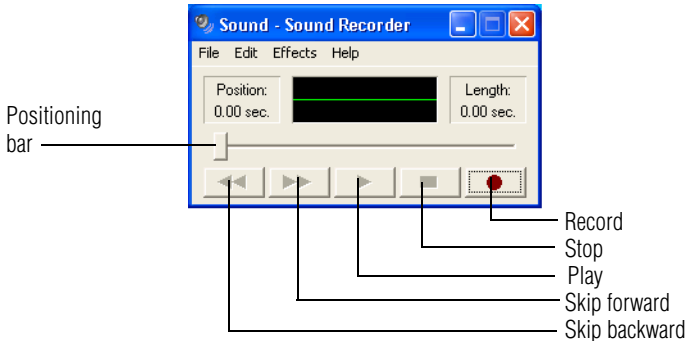 Sound - Sound Recorder
File Edit Effects Help
Position:
0.00 sec.
Length:
0.00 sec.
Positioning
bar
Record
Stop
Play
Skip forward
Skip backward